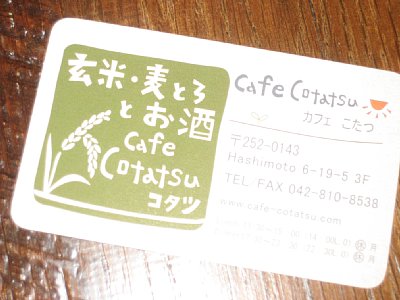 玄米・麦とろ
とお酒
Cafe
Cotatsu
コタツ
Cafe Cotatsu
カフェ こたつ
〒252-0143
Hashimoto 6-19-5 3F
TEL・FAX 042-810-8538
www.cafe-cotatsu.com